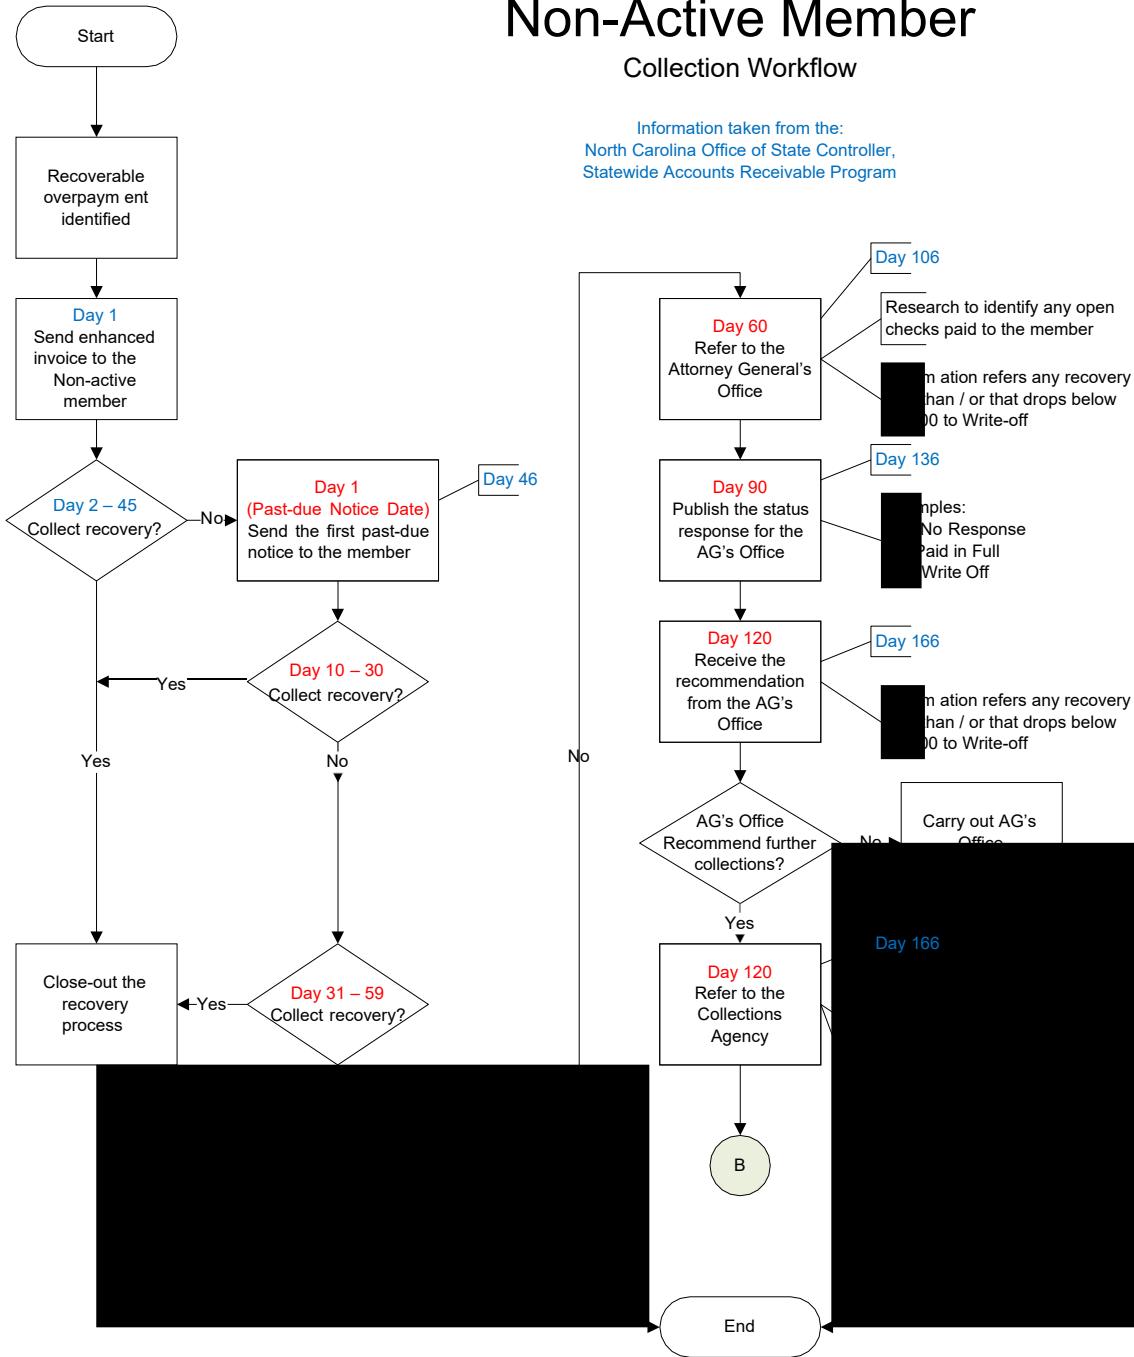 Non-Active Member
Collection Workflow
Information taken from the:
North Carolina Office of State Controller,
Statewide Accounts Receivable Program
Start
Recoverable
overpaym ent
identified
Day 1
Send enhanced
invoice to the
Non-active
member
Day 2 – 45
Collect recovery?
No
Day 1
(Past-due Notice Date)
Send the first past-due
notice to the member
Day 46
Day 10 – 30
Collect recovery?
Yes
No
Yes
Day 31 – 59
Collect recovery?
Yes
Close-out the
recovery
process
No
Day 60
Refer to the
Attorney General’s
Office
Day 106
Research to identify any open
checks paid to the member
ation refers any recovery
/ or that drops below
to Write-off
Day 90
Publish the status
response for the
AG’s Office
Day 136
No Response
Paid in Full
Write Off
Day 120
Receive the
recommendation
from the AG’s
Office
Day 166
ation refers any recovery
/ or that drops below
to Write-off
AG’s Office
Recommend further
collections?
No
Carry out AG’s
Office
Yes
Day 120
Refer to the
Collections
Agency
Day 166
B
End